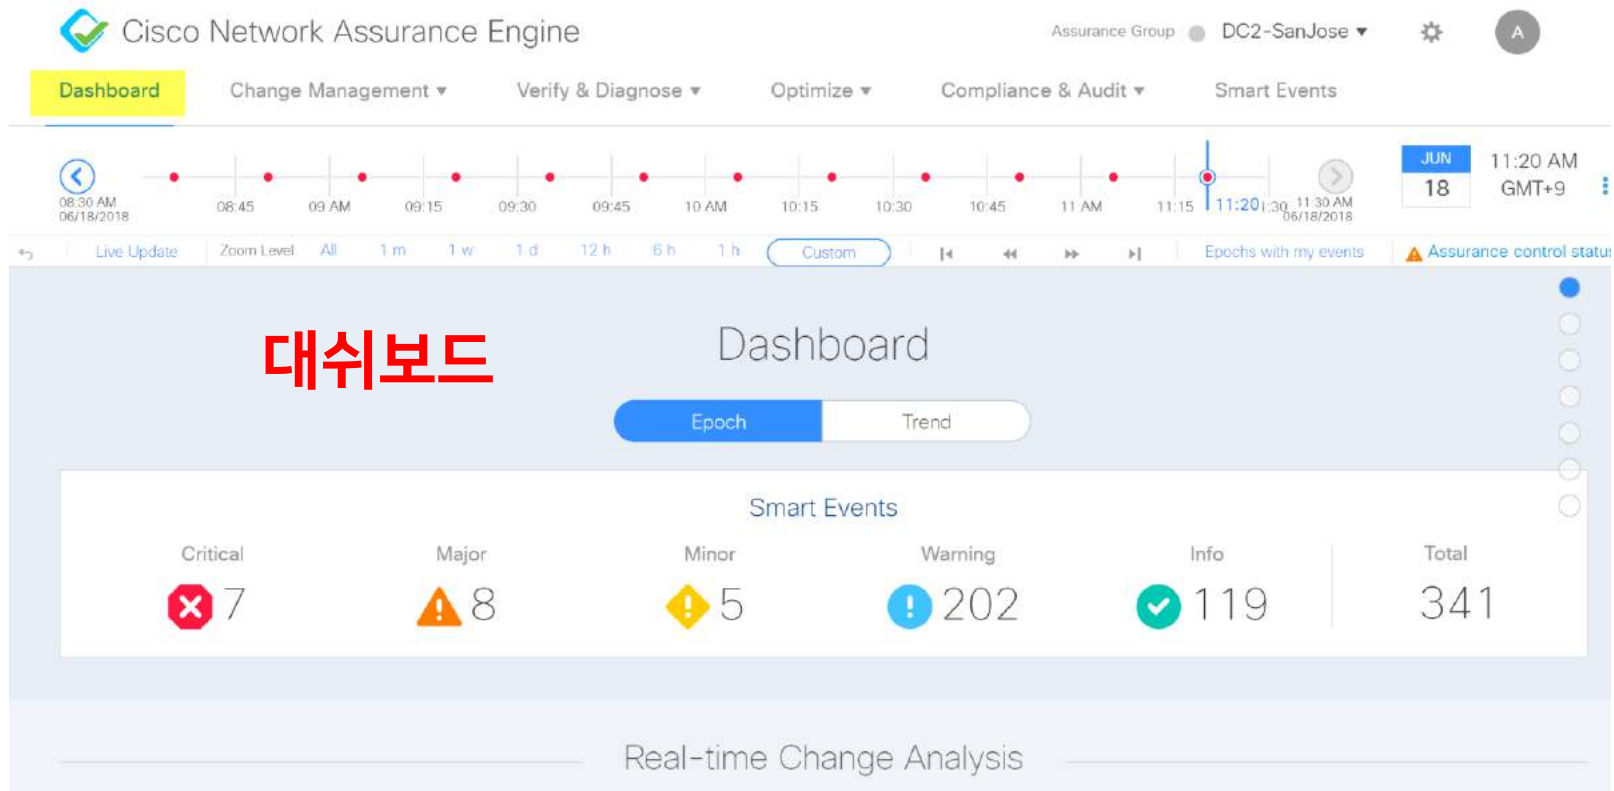 Cisco Network Assurance Engine
Assurance Group DC2-SanJose
A
Dashboard Change Management Verify & Diagnose Optimize Compliance & Audit Smart Events
08:30 AM
06/18/2018
08:45 09 AM 09:15 09:30 09:45 10 AM 10:15 10:30 10:45 11 AM 11:15 11:20
11:30 AM
06/18/2018
JUN
18
11:20 AM
GMT+9
Live Update Zoom Level All 1 m 1 w 1 d 12 h 6 h 1 h Custom Epochs with my events Assurance control status
대쉬보드
Dashboard
Epoch Trend
Smart Events
Critical Major Minor Warning Info Total
7 8 5 202 119 341
Real-time Change Analysis